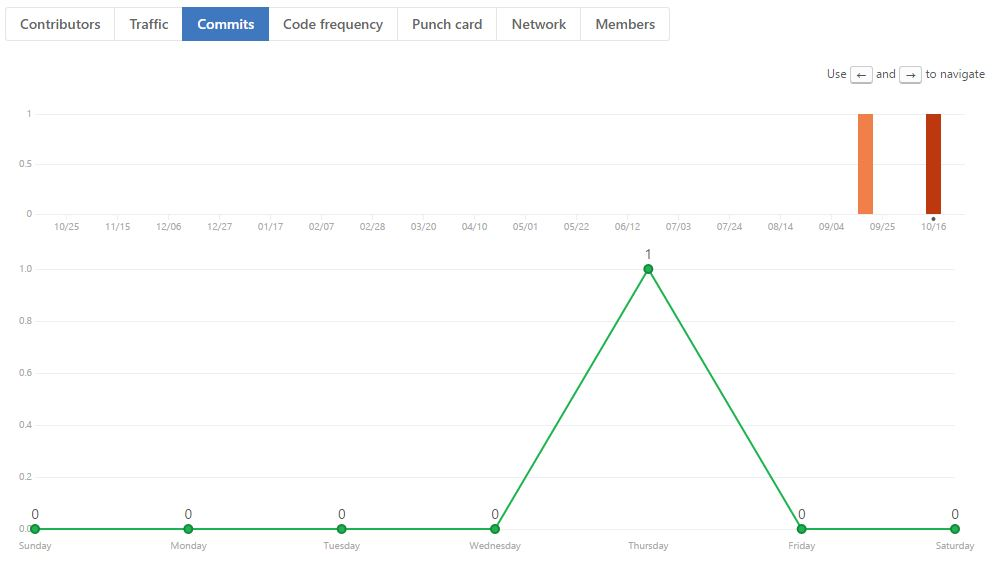 Contributors Traffic Commits Code frequency Punch card Network Members
Use ← and → to navigate
1
0.5
0
10/25 11/15 12/06 12/27 01/17 02/07 02/28 03/20 04/10 05/01 05/22 06/12 07/03 07/24 08/14 09/04 09/25 10/16
1
1.0
0.8
0.6
0.4
0.2
0 0 0 0 0 0
0.0
Sunday Monday Tuesday Wednesday Thursday Friday Saturday